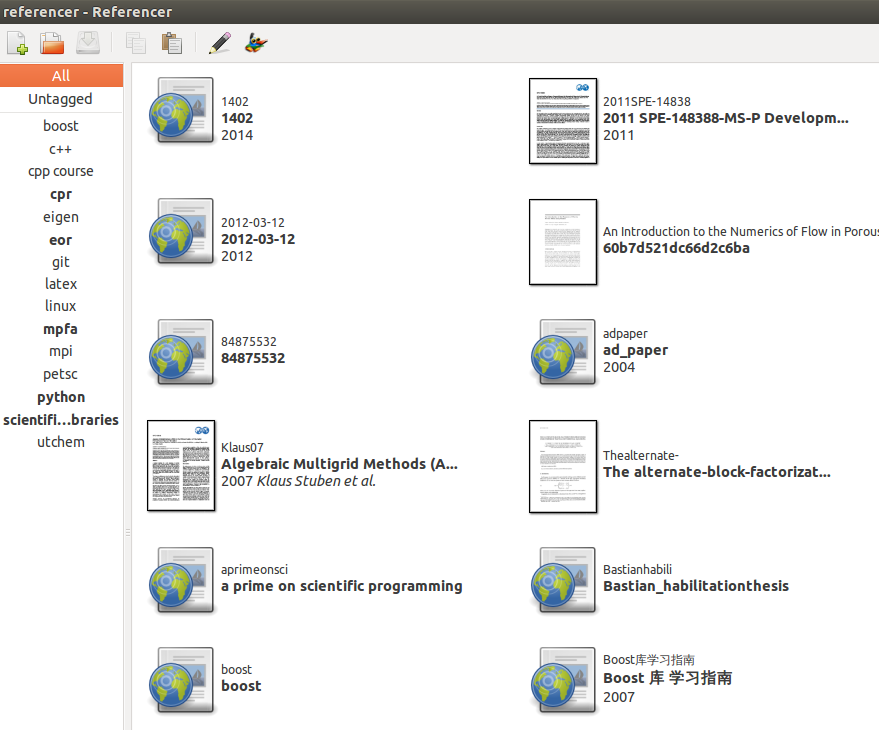 referencer - Referencer
All
Untagged
boost
c++
cpp course
cpr
eigen
eor
git
latex
linux
mpfa
mpi
petsc
python
scientifi...braries
utchem
1402
1402
2014
2011SPE-14838
2011 SPE-148388-MS-P Developm...
2011
2012-03-12
2012-03-12
2012
An Introduction to the Numerics of Flow in Porous
60b7d521dc66d2c6ba
84875532
84875532
adpaper
ad_paper
2004
Klaus07
Algebraic Multigrid Methods (A...
2007 Klaus Stuben et al.
Thealternate-
The alternate-block-factorizat...
aprimeonsci
a prime on scientific programming
Bastianhabili
Bastian_habilitationthesis
boost
boost
Boost库学习指南
Boost 库 学习指南
2007